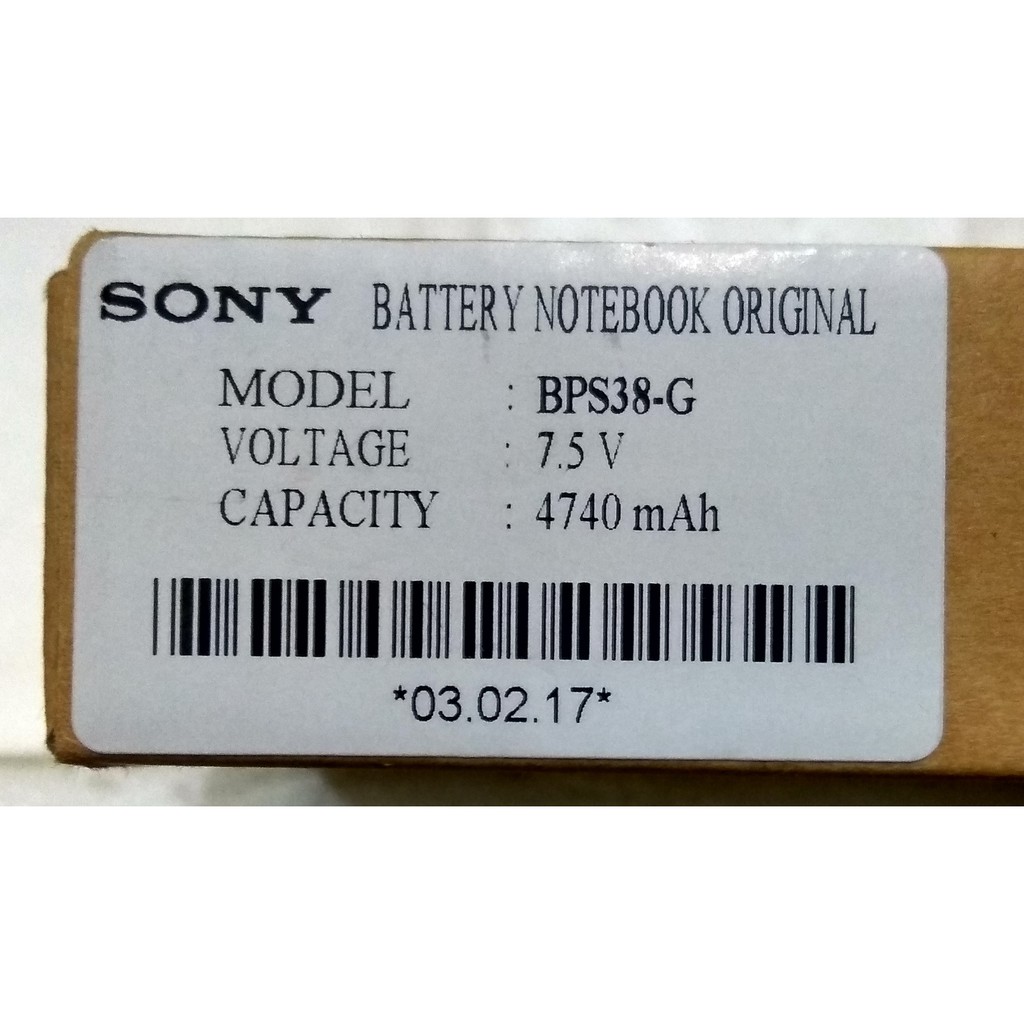 SONY BATTERY NOTEBOOK ORIGINAL
MODEL : BPS38-G
VOLTAGE : 7.5 V
CAPACITY : 4740 mAh
*03.02.17*